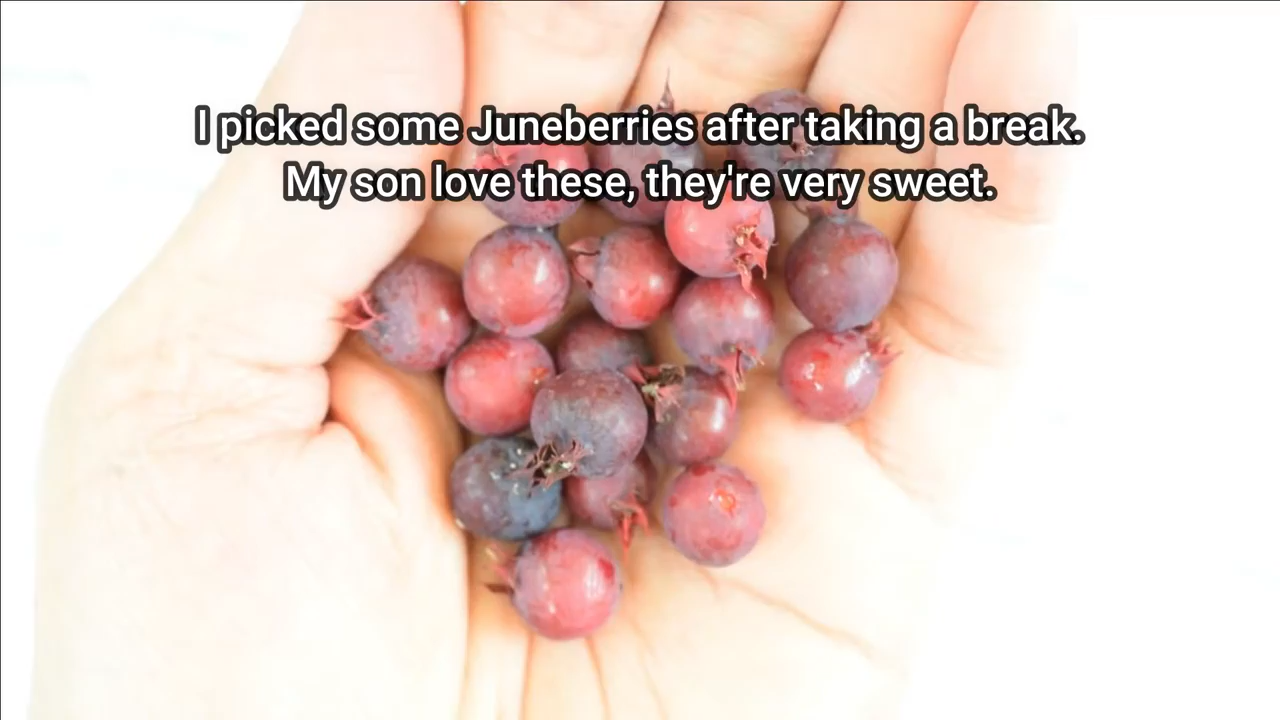 I picked some Juneberries after taking a break.
My son love these, they're very sweet.